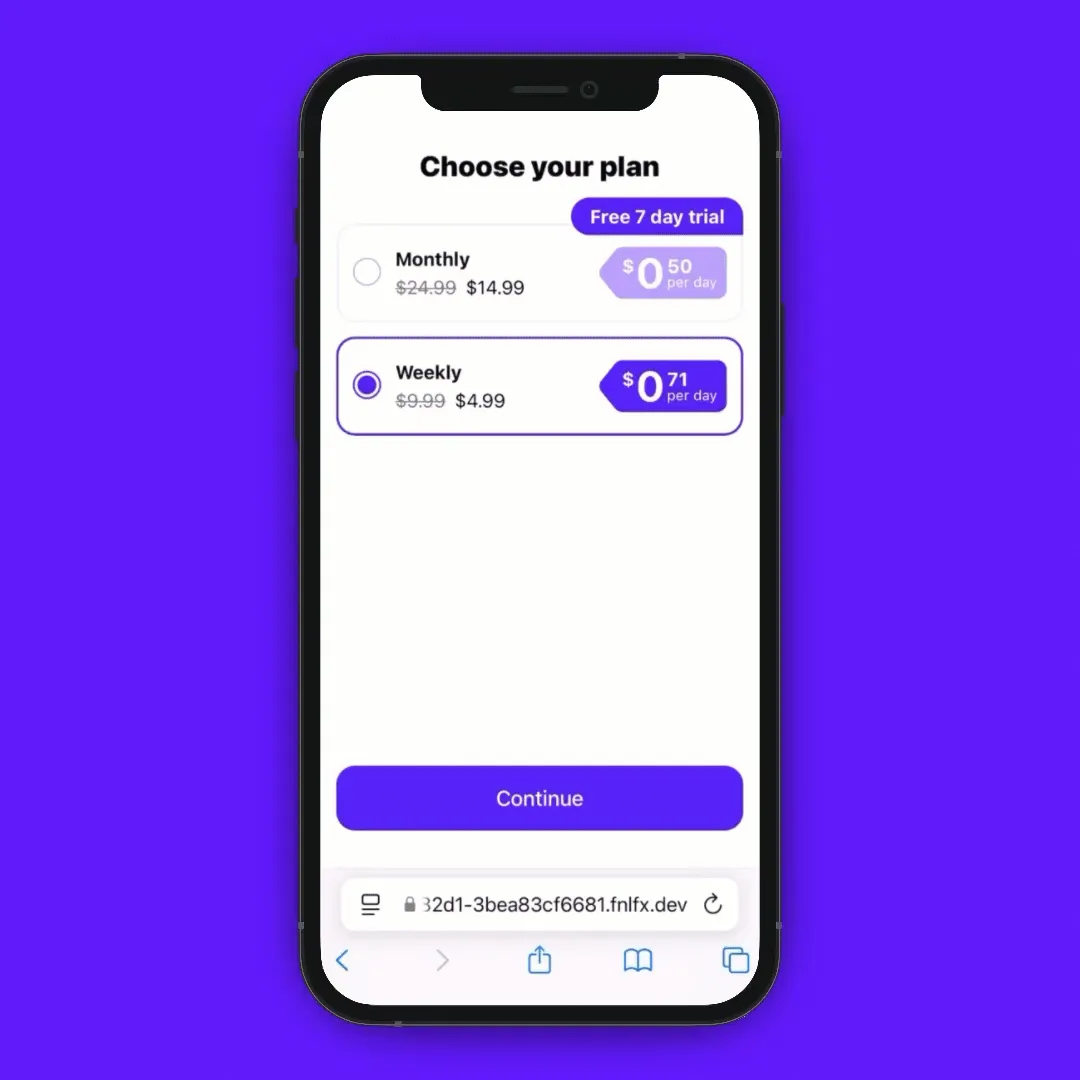 Choose your plan
Free 7 day trial
Monthly
$24.99 $14.99
$0 50 per day
Weekly
$9.99 $4.99
$0 71 per day
Continue
32d1-3bea83cf6681.fnlfx.dev